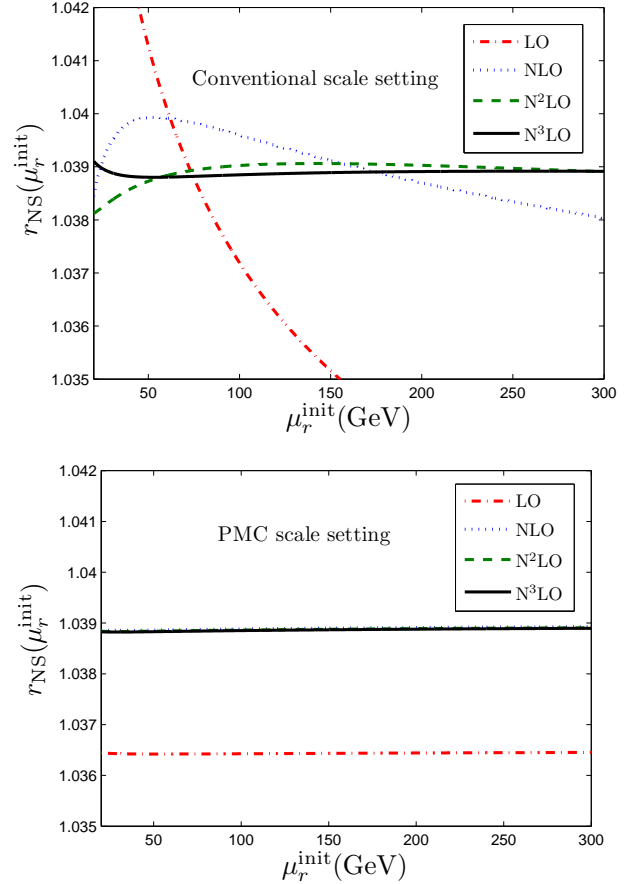 1.042
1.041
1.04
1.039
1.038
1.037
1.036
1.035
r_NS(μ_r^init)
Conventional scale setting
LO
NLO
N²LO
N³LO
50 100 150 200 250 300
μ_r^init(GeV)
1.042
1.041
1.04
1.039
1.038
1.037
1.036
1.035
r_NS(μ_r^init)
PMC scale setting
LO
NLO
N²LO
N³LO
50 100 150 200 250 300
μ_r^init(GeV)